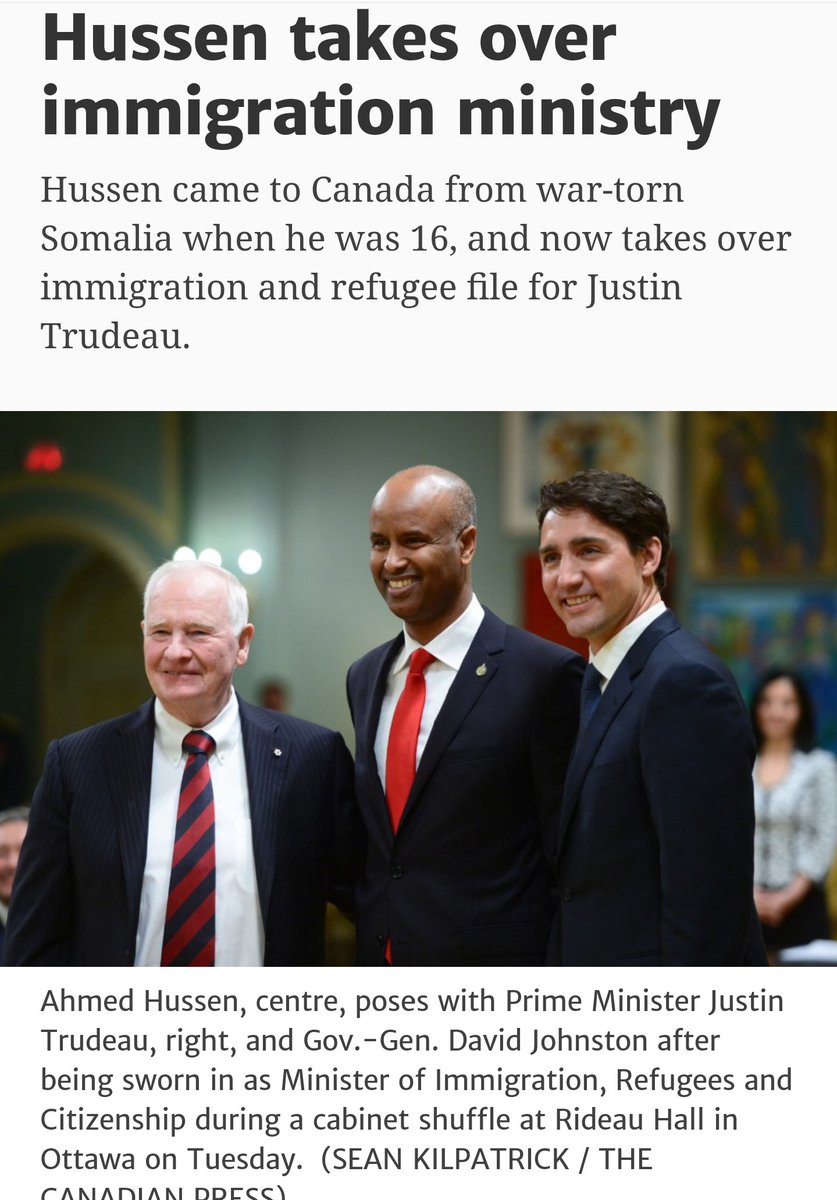 Hussen takes over
immigration ministry
Hussen came to Canada from war-torn
Somalia when he was 16, and now takes over
immigration and refugee file for Justin
Trudeau.
Ahmed Hussen, centre, poses with Prime Minister Justin
Trudeau, right, and Gov.-Gen. David Johnston after
being sworn in as Minister of Immigration, Refugees and
Citizenship during a cabinet shuffle at Rideau Hall in
Ottawa on Tuesday.  (SEAN KILPATRICK / THE
CANADIAN PRESS)